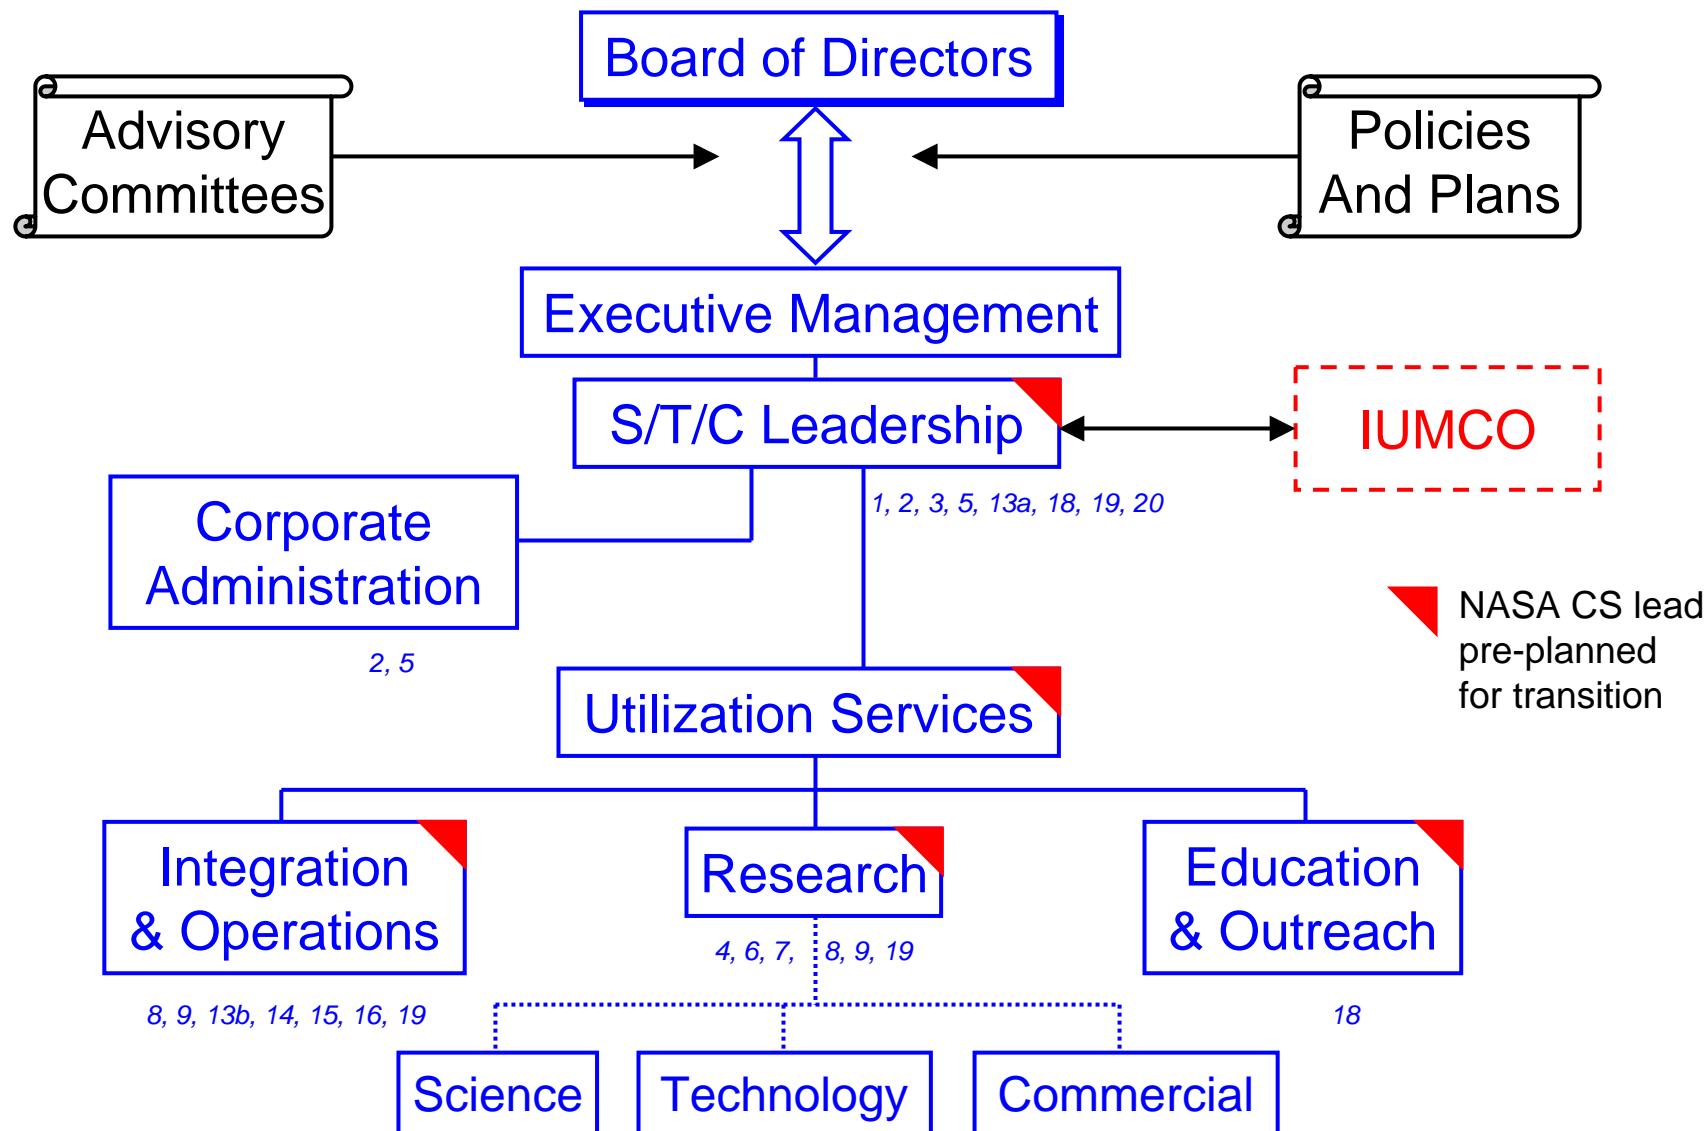 Board of Directors
Advisory
Committees
Policies
And Plans
Executive Management
S/T/C Leadership
IUMCO
1, 2, 3, 5, 13a, 18, 19, 20
Corporate
Administration
2, 5
NASA CS lead
pre-planned
for transition
Utilization Services
Integration
& Operations
Research
Education
& Outreach
4, 6, 7, 8, 9, 19
8, 9, 13b, 14, 15, 16, 19
18
Science
Technology
Commercial